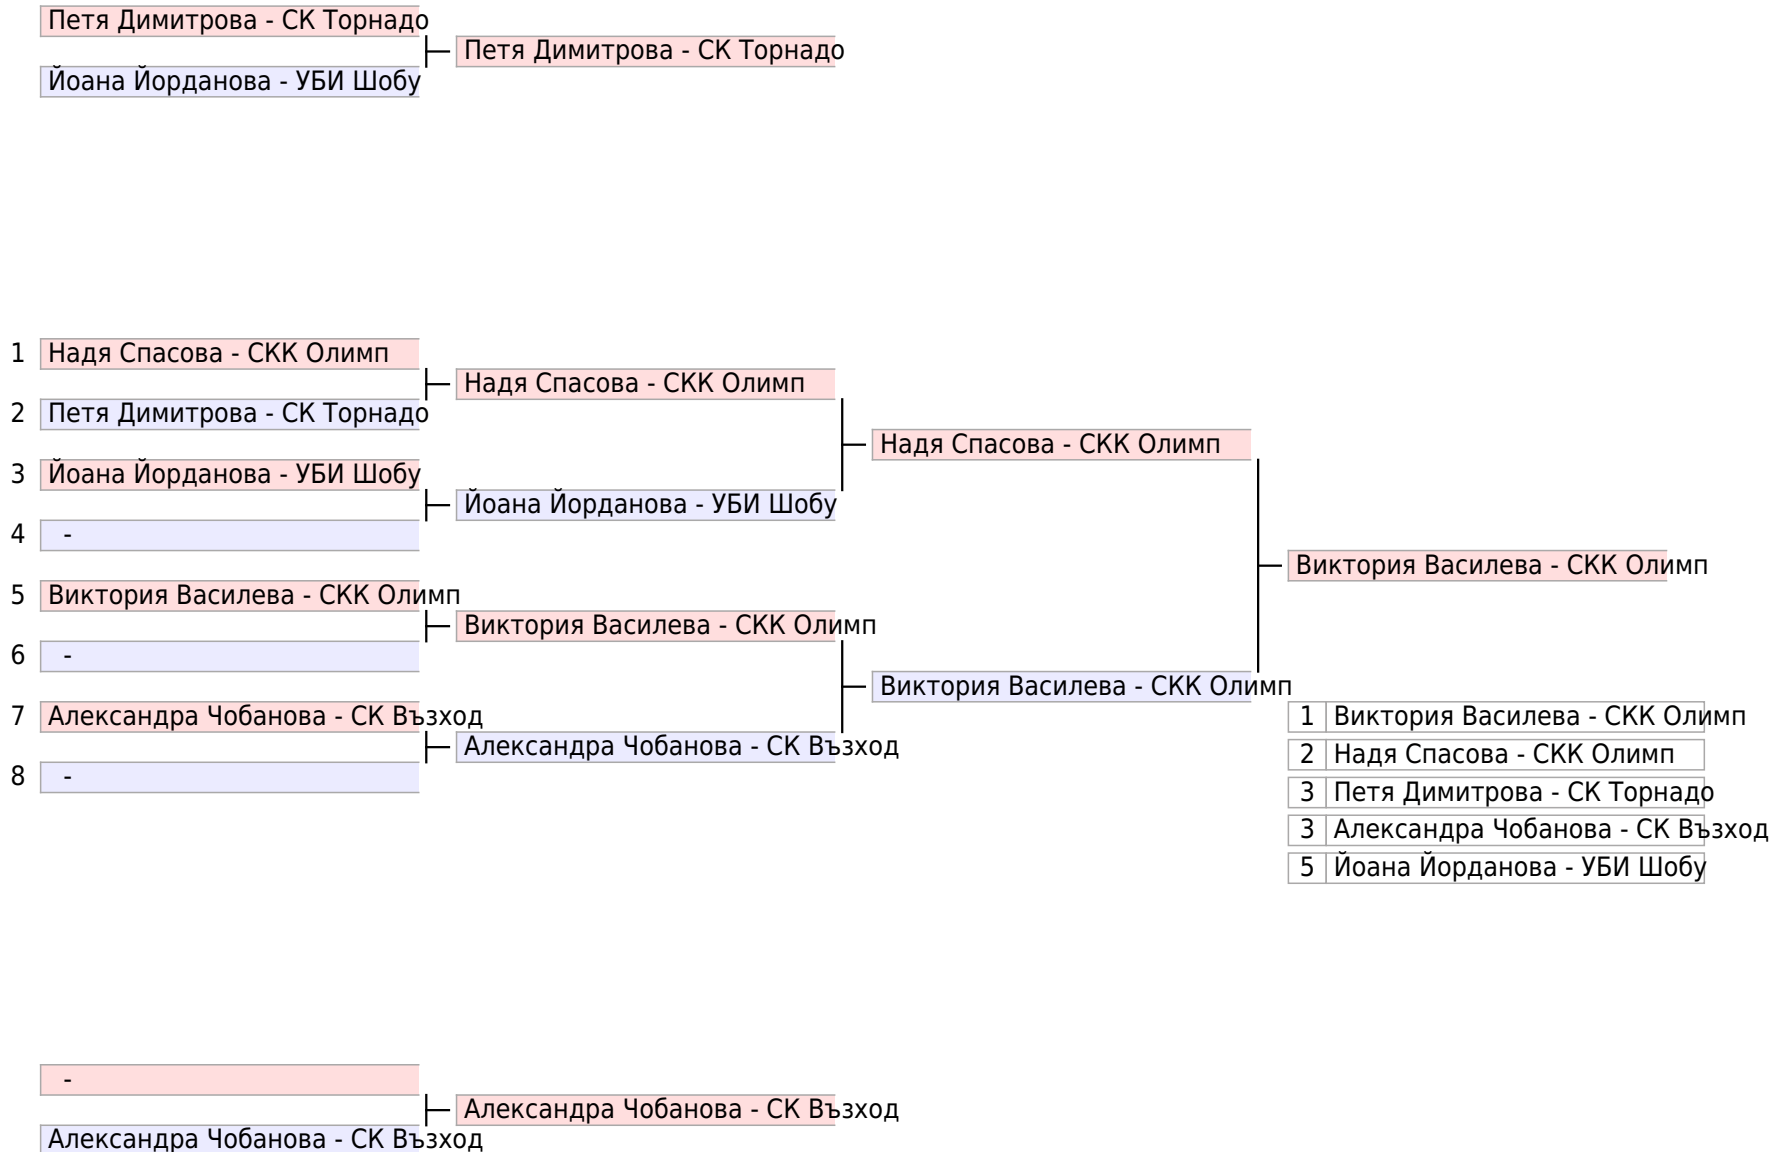 Петя Димитрова - СК Торнадо
Петя Димитрова - СК Торнадо
Йоана Йорданова - УБИ Шобу
1 Надя Спасова - СКК Олимп
Надя Спасова - СКК Олимп
2 Петя Димитрова - СК Торнадо
Надя Спасова - СКК Олимп
3 Йоана Йорданова - УБИ Шобу
Йоана Йорданова - УБИ Шобу
4 -
Виктория Василева - СКК Олимп
5 Виктория Василева - СКК Олимп
Виктория Василева - СКК Олимп
6 -
Виктория Василева - СКК Олимп
7 Александра Чобанова - СК Възход
Александра Чобанова - СК Възход
8 -
1 Виктория Василева - СКК Олимп
2 Надя Спасова - СКК Олимп
3 Петя Димитрова - СК Торнадо
3 Александра Чобанова - СК Възход
5 Йоана Йорданова - УБИ Шобу
-
Александра Чобанова - СК Възход
Александра Чобанова - СК Възход